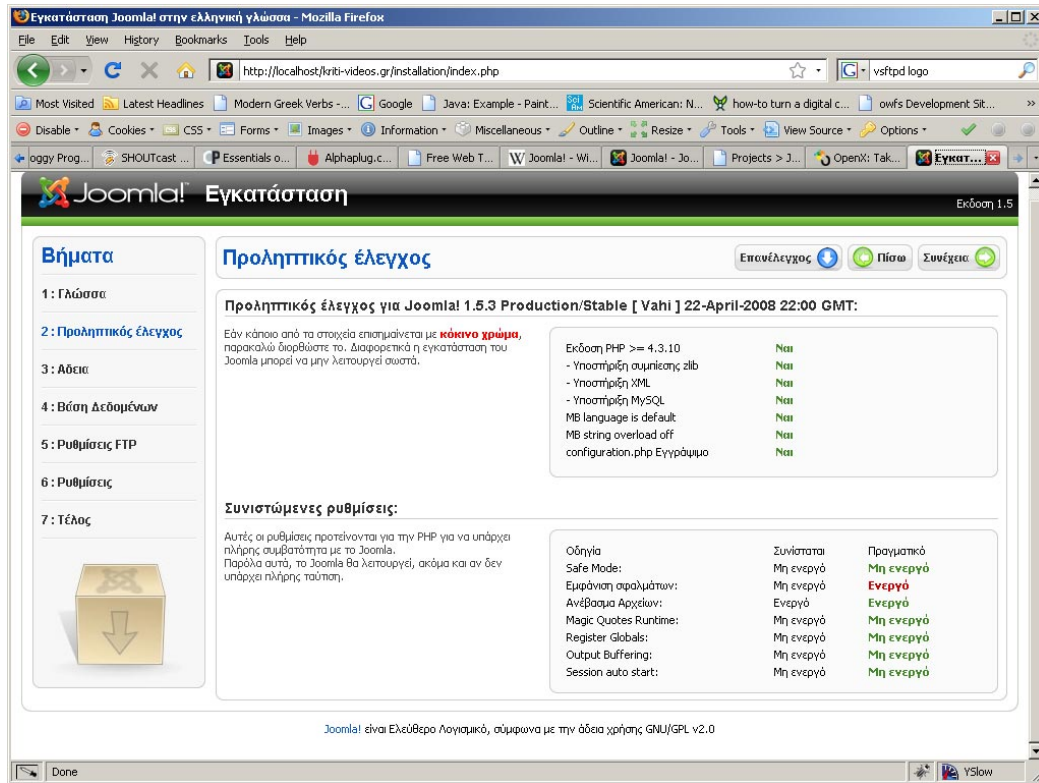 Εγκατάσταση Joomla! στην ελληνική γλώσσα - Mozilla Firefox
File Edit View History Bookmarks Tools Help
http://localhost/kriti-videos.gr/installation/index.php
vsftpd logo
Most Visited Latest Headlines Modern Greek Verbs -... Google Java: Example - Paint... Scientific American: N... how-to turn a digital c... owfs Development Sit... »
Disable Cookies CSS Forms Images Information Miscellaneous Outline Resize Tools View Source Options
oggy Prog... SHOUTcast ... Essentials o... Alphaplug.c... Free Web T... Joomla! - Wi... Joomla! - Jo... Projects > J... OpenX: Tak... Εγκατ...
Joomla! Εγκατάσταση
Εκδοση 1.5
Βήματα
1 : Γλώσσα
2 : Προληπτικός έλεγχος
3 : Αδεια
4 : Βάση Δεδομένων
5 : Ρυθμίσεις FTP
6 : Ρυθμίσεις
7 : Τέλος
Προληπτικός έλεγχος
Επανέλεγχος Πίσω Συνέχεια
Προληπτικός έλεγχος για Joomla! 1.5.3 Production/Stable [ Vahi ] 22-April-2008 22:00 GMT:
Εάν κάποιο από τα στοιχεία επισημαίνεται με κόκινο χρώμα,
παρακαλώ διορθώστε το. Διαφορετικά η εγκατάσταση του
Joomla μπορεί να μην λειτουργεί σωστά.
Εκδοση PHP >= 4.3.10 Ναι
- Υποστήριξη συμπίεσης zlib Ναι
- Υποστήριξη XML Ναι
- Υποστήριξη MySQL Ναι
MB language is default Ναι
MB string overload off Ναι
configuration.php Εγγράψιμο Ναι
Συνιστώμενες ρυθμίσεις:
Αυτές οι ρυθμίσεις προτείνονται για την PHP για να υπάρχει
πλήρης συμβατότητα με το Joomla.
Παρόλα αυτά, το Joomla θα λειτουργεί, ακόμα και αν δεν
υπάρχει πλήρης ταύτιση.
Οδηγία Συνίσταται Πραγματικό
Safe Mode: Μη ενεργό Μη ενεργό
Εμφάνιση σφαλμάτων: Μη ενεργό Ενεργό
Ανέβασμα Αρχείων: Ενεργό Ενεργό
Magic Quotes Runtime: Μη ενεργό Μη ενεργό
Register Globals: Μη ενεργό Μη ενεργό
Output Buffering: Μη ενεργό Μη ενεργό
Session auto start: Μη ενεργό Μη ενεργό
Joomla! είναι Ελεύθερο Λογισμικό, σύμφωνα με την άδεια χρήσης GNU/GPL v2.0
Done
YSlow